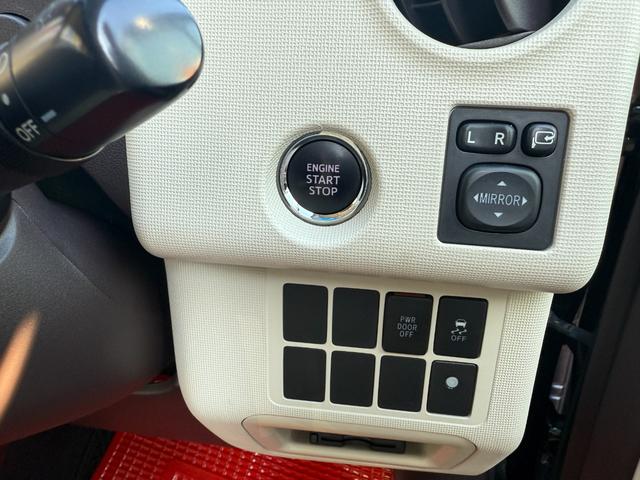 OFF
ENGINE
START
STOP
L R
MIRROR
PWR
DOOR
OFF
OFF